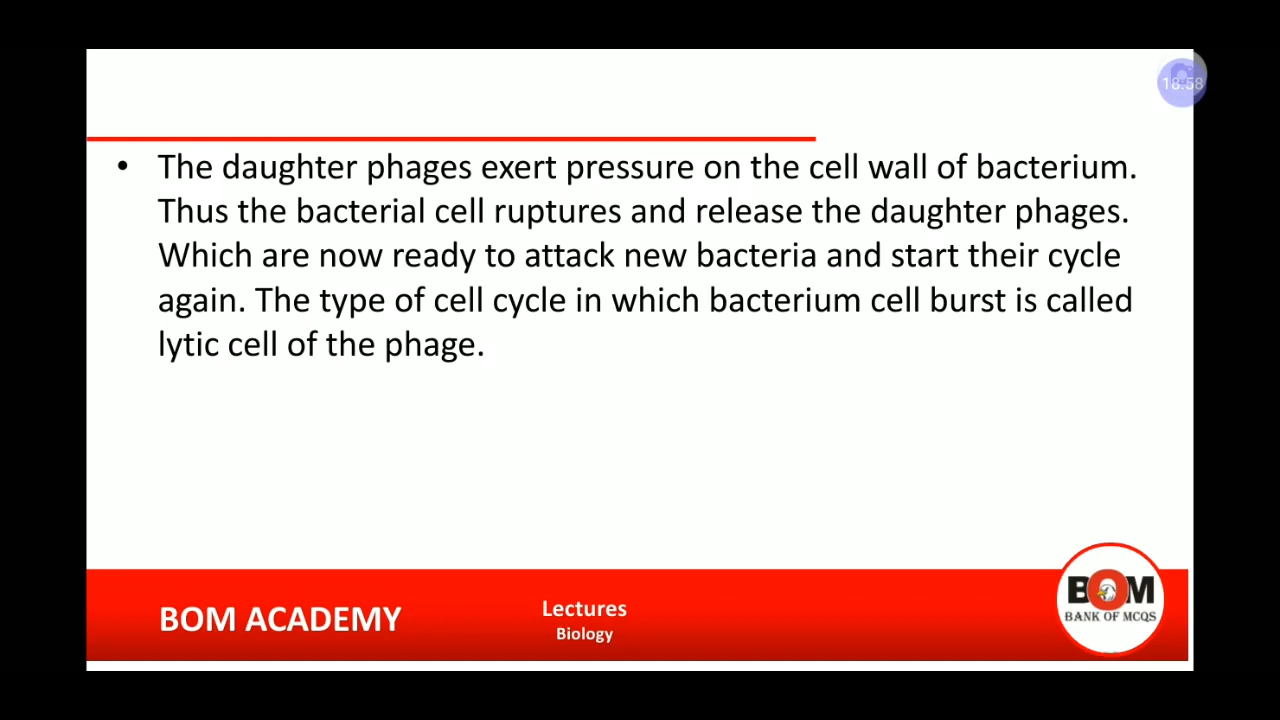 18:58
• The daughter phages exert pressure on the cell wall of bacterium.
Thus the bacterial cell ruptures and release the daughter phages.
Which are now ready to attack new bacteria and start their cycle
again. The type of cell cycle in which bacterium cell burst is called
lytic cell of the phage.
BOM ACADEMY
Lectures
Biology
BOM
BANK OF MCQS